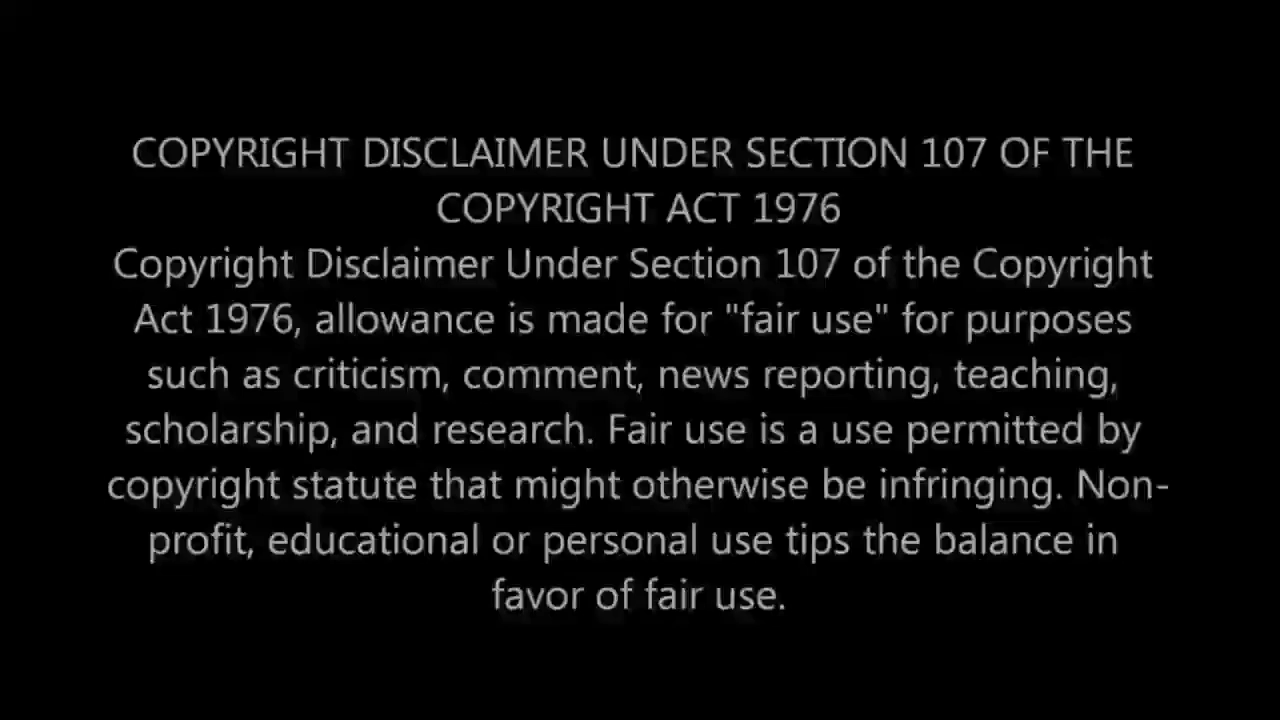 COPYRIGHT DISCLAIMER UNDER SECTION 107 OF THE
COPYRIGHT ACT 1976
Copyright Disclaimer Under Section 107 of the Copyright
Act 1976, allowance is made for "fair use" for purposes
such as criticism, comment, news reporting, teaching,
scholarship, and research. Fair use is a use permitted by
copyright statute that might otherwise be infringing. Non-
profit, educational or personal use tips the balance in
favor of fair use.